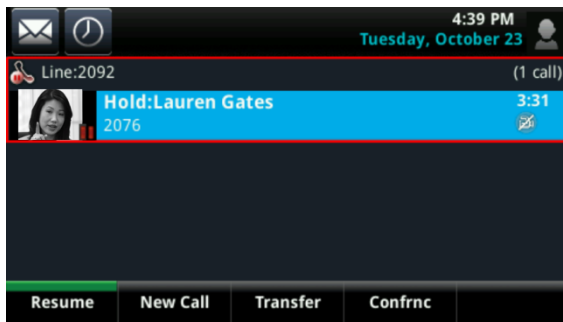 4:39 PM
Tuesday, October 23
Line:2092 (1 call)
Hold:Lauren Gates 3:31
2076
Resume New Call Transfer Confrnc